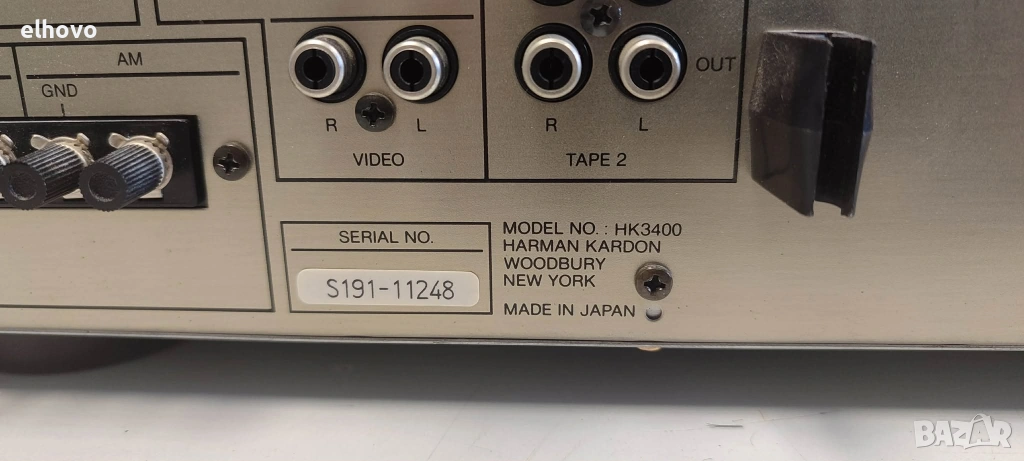 elhovo
AM
GND
R L
VIDEO
R L
OUT
TAPE 2
SERIAL NO.
S191-11248
MODEL NO. : HK3400
HARMAN KARDON
WOODBURY
NEW YORK
MADE IN JAPAN
BAZAR